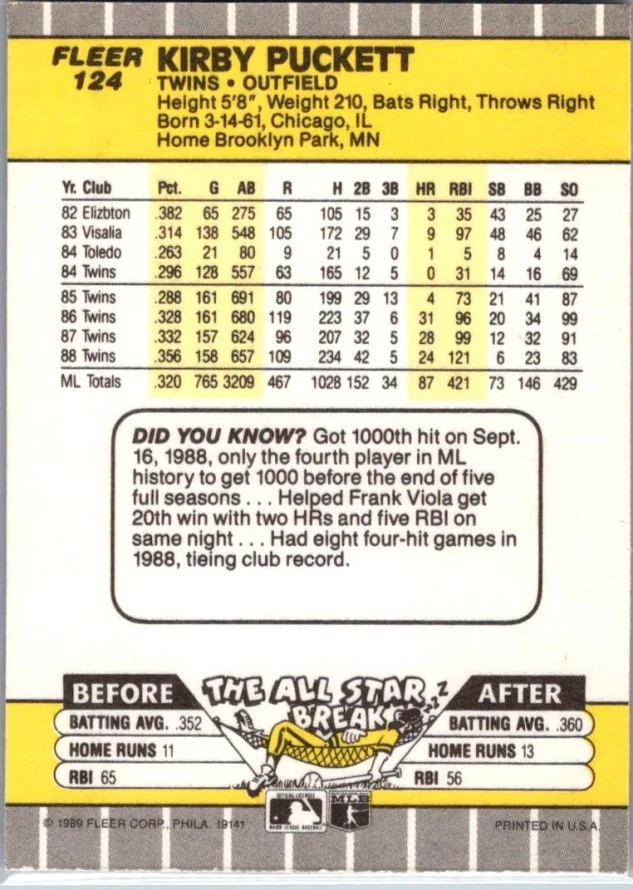 FLEER KIRBY PUCKETT
124 TWINS • OUTFIELD
Height 5'8", Weight 210, Bats Right, Throws Right
Born 3-14-61, Chicago, IL
Home Brooklyn Park, MN
Yr. Club Pct. G AB R H 2B 3B HR RBI SB BB SO
82 Elizbton .382 65 275 65 105 15 3 3 35 43 25 27
83 Visalia .314 138 548 105 172 29 7 9 97 48 46 62
84 Toledo .263 21 80 9 21 5 0 1 5 8 4 14
84 Twins .296 128 557 63 165 12 5 0 31 14 16 69
85 Twins .288 161 691 80 199 29 13 4 73 21 41 87
86 Twins .328 161 680 119 223 37 6 31 96 20 34 99
87 Twins .332 157 624 96 207 32 5 28 99 12 32 91
88 Twins .356 158 657 109 234 42 5 24 121 6 23 83
ML Totals .320 765 3209 467 1028 152 34 87 421 73 146 429
DID YOU KNOW? Got 1000th hit on Sept.
16, 1988, only the fourth player in ML
history to get 1000 before the end of five
full seasons . . . Helped Frank Viola get
20th win with two HRs and five RBI on
same night . . . Had eight four-hit games in
1988, tieing club record.
THE ALL STAR
BREAK
ZZZ
BEFORE
BATTING AVG. .352
HOME RUNS 11
RBI 65
AFTER
BATTING AVG. .360
HOME RUNS 13
RBI 56
OFFICIAL LICENSEE
MAJOR LEAGUE BASEBALL
MLB
© 1989 FLEER CORP., PHILA. 19141
PRINTED IN U.S.A.